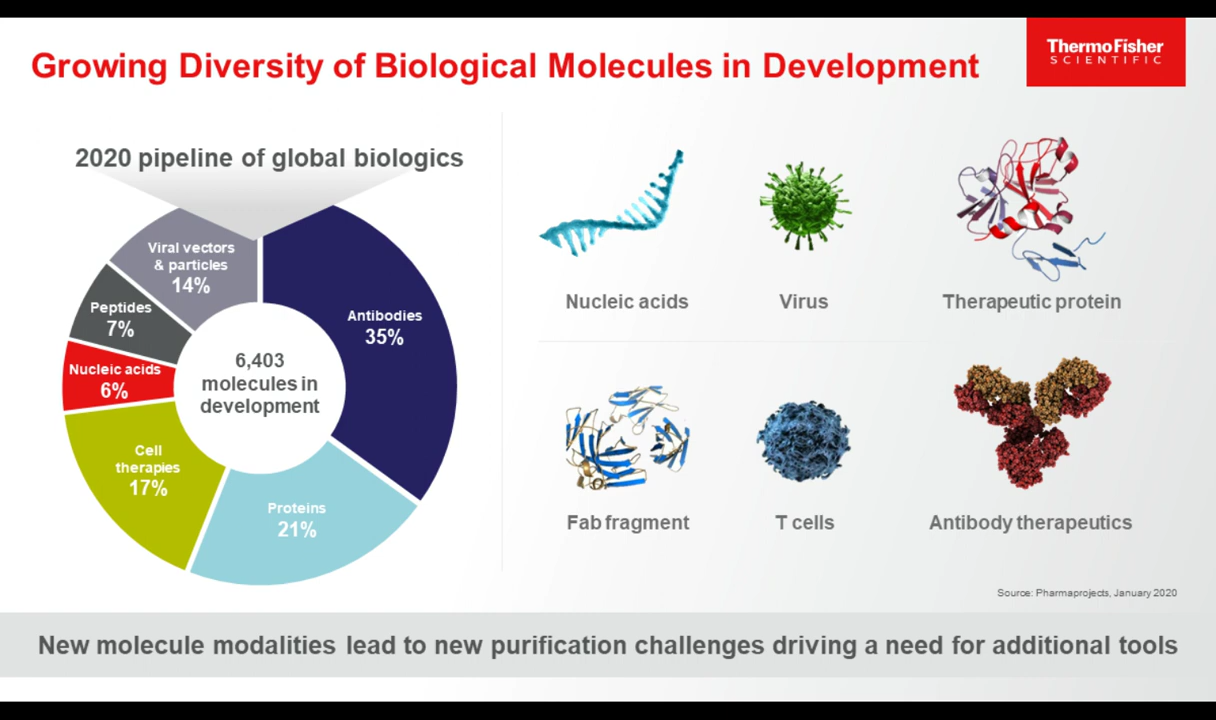 Growing Diversity of Biological Molecules in Development
ThermoFisher
SCIENTIFIC
2020 pipeline of global biologics
Viral vectors
& particles
14%
Peptides
7%
Nucleic acids
6%
Cell
therapies
17%
Proteins
21%
Antibodies
35%
6,403
molecules in
development
Nucleic acids
Virus
Therapeutic protein
Fab fragment
T cells
Antibody therapeutics
Source: Pharmaprojects, January 2020
New molecule modalities lead to new purification challenges driving a need for additional tools